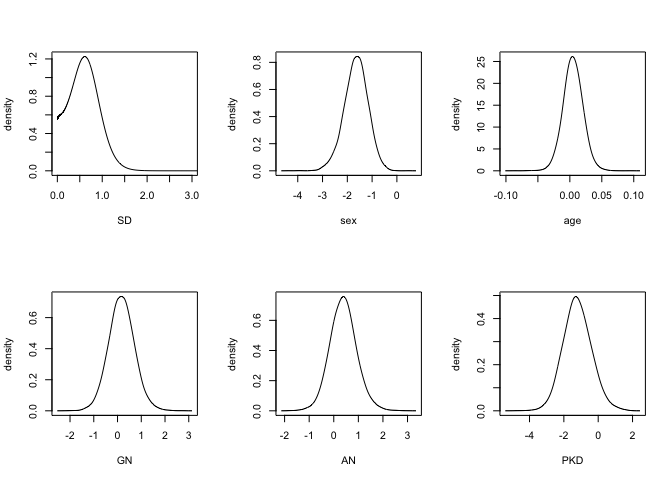 density
0.0 0.4 0.8 1.2
0.0 1.0 2.0 3.0
SD
density
0.0 0.2 0.4 0.6 0.8
-4 -3 -2 -1 0
sex
density
0 5 10 15 20 25
-0.10 0.00 0.05 0.10
age
density
0.0 0.2 0.4 0.6
-2 -1 0 1 2 3
GN
density
0.0 0.2 0.4 0.6
-2 -1 0 1 2 3
AN
density
0.0 0.2 0.4
-4 -2 0 2
PKD